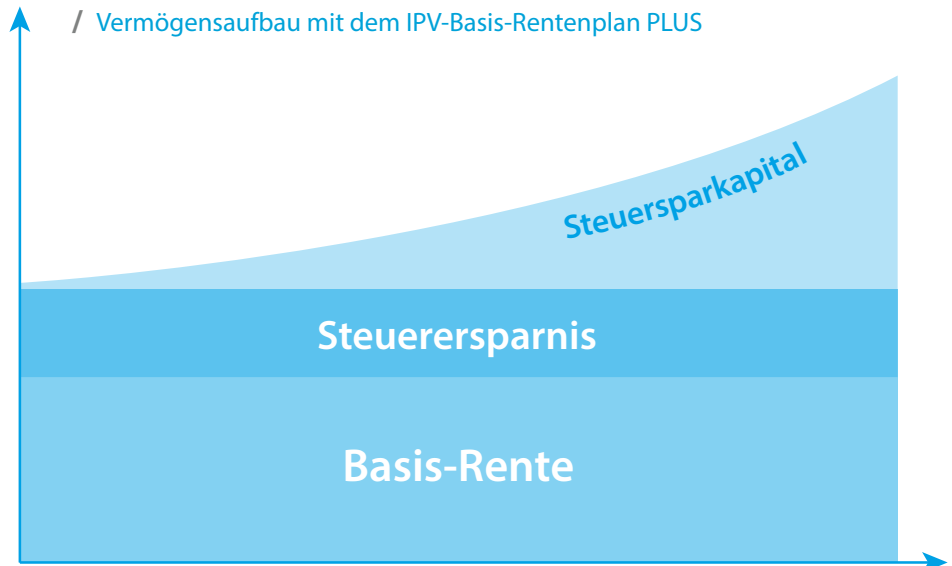 / Vermögensaufbau mit dem IPV-Basis-Rentenplan PLUS
Steuersparkapital
Steuerersparnis
Basis-Rente